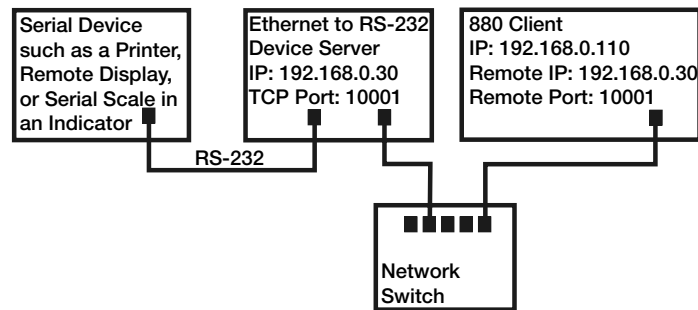 Serial Device
such as a Printer,
Remote Display,
or Serial Scale in
an Indicator
Ethernet to RS-232
Device Server
IP: 192.168.0.30
TCP Port: 10001
880 Client
IP: 192.168.0.110
Remote IP: 192.168.0.30
Remote Port: 10001
RS-232
Network
Switch